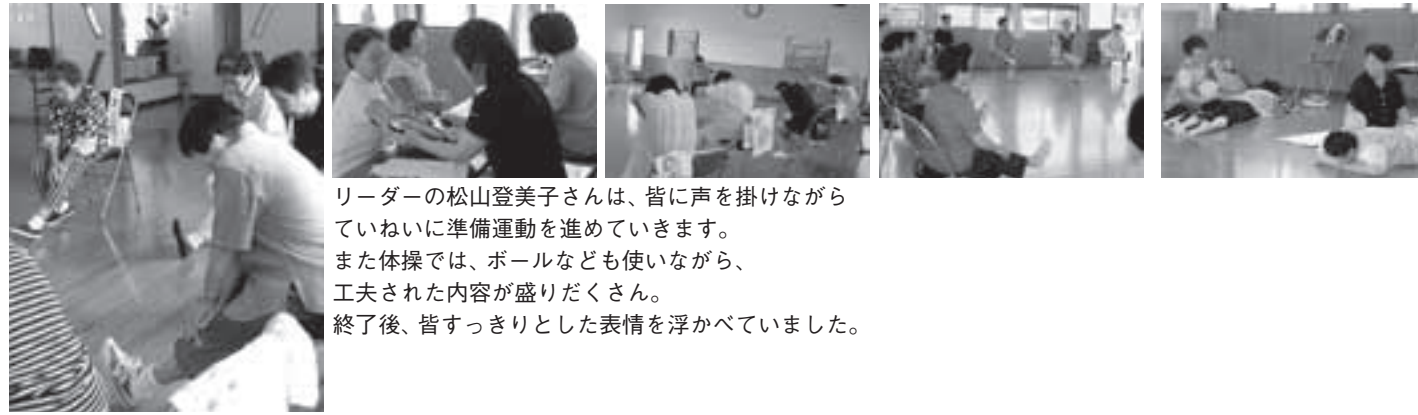 リーダーの松山登美子さんは、皆に声を掛けながら
ていねいに準備運動を進めていきます。
また体操では、ボールなども使いながら、
工夫された内容が盛りだくさん。
終了後、皆すっきりとした表情を浮かべていました。